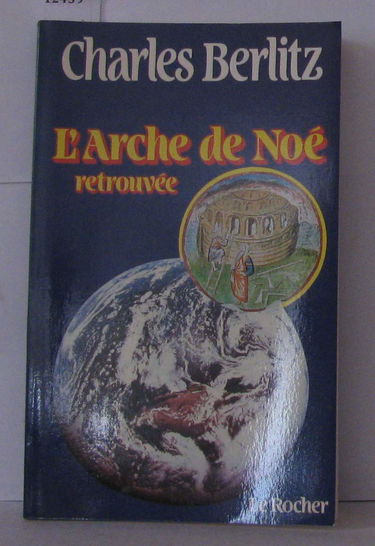 Charles Berlitz
L'Arche de Noé
retrouvée
Le Rocher